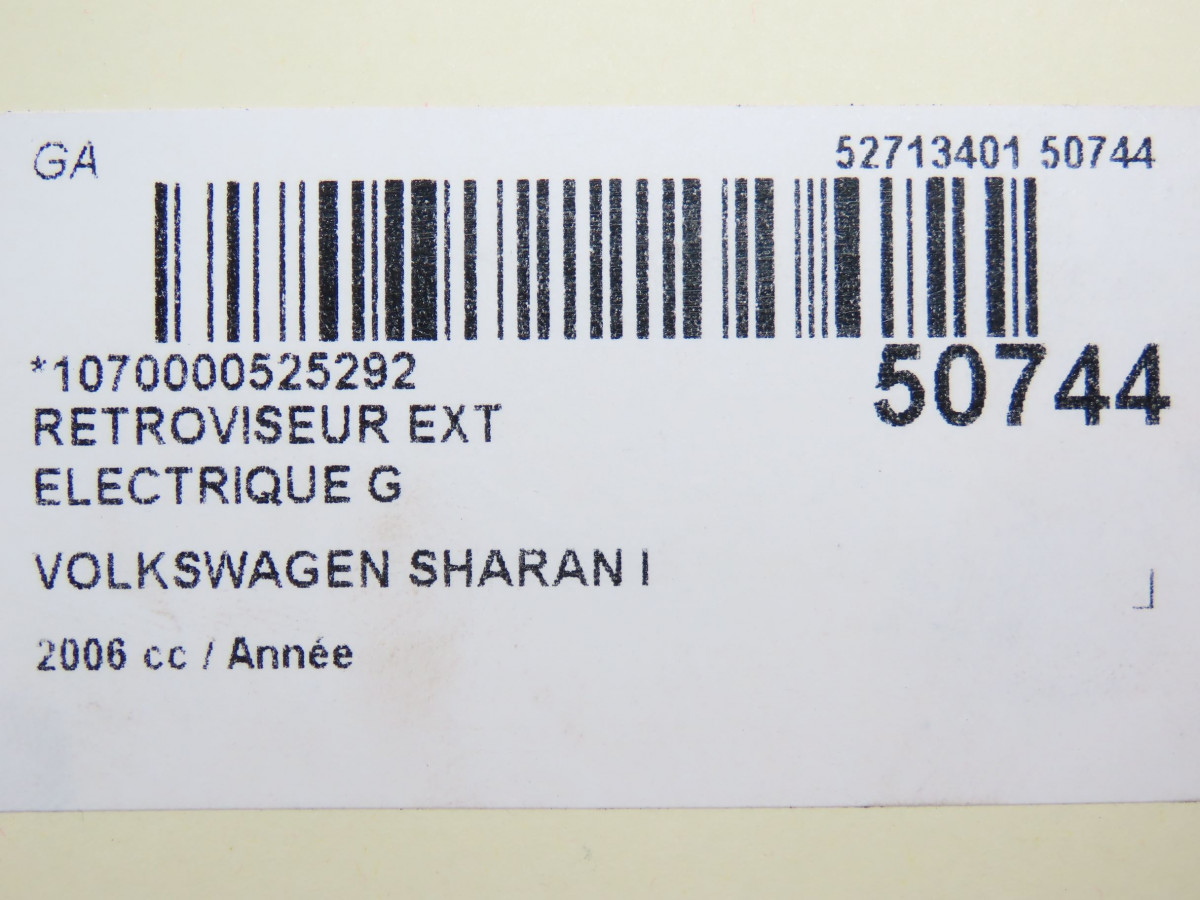 GA
52713401 50744
*1070000525292
50744
RETROVISEUR EXT
ELECTRIQUE G
VOLKSWAGEN SHARAN I
2006 cc / Année